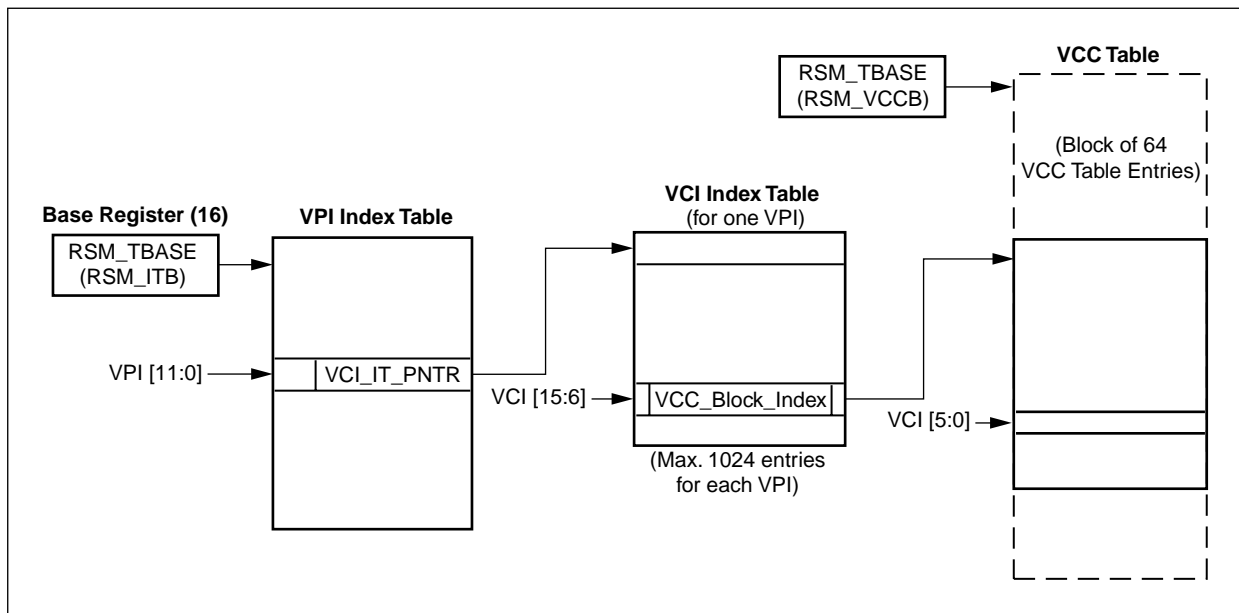 VCC Table
RSM_TBASE
(RSM_VCCB)
(Block of 64
VCC Table Entries)
VCI Index Table
(for one VPI)
Base Register (16)
VPI Index Table
RSM_TBASE
(RSM_ITB)
VPI [11:0]
VCI_IT_PNTR
VCI [15:6]
VCC_Block_Index
VCI [5:0]
(Max. 1024 entries
for each VPI)